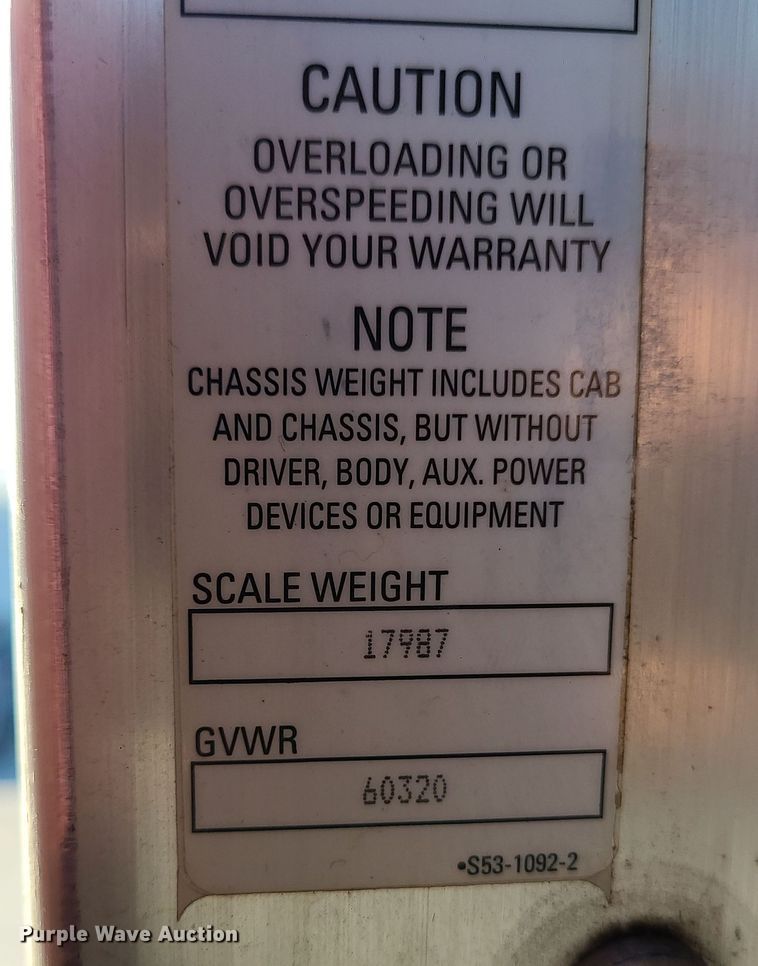 CAUTION
OVERLOADING OR
OVERSPEEDING WILL
VOID YOUR WARRANTY
NOTE
CHASSIS WEIGHT INCLUDES CAB
AND CHASSIS, BUT WITHOUT
DRIVER, BODY, AUX. POWER
DEVICES OR EQUIPMENT
SCALE WEIGHT
17987
GVWR
60320
•S53-1092-2
Purple Wave Auction